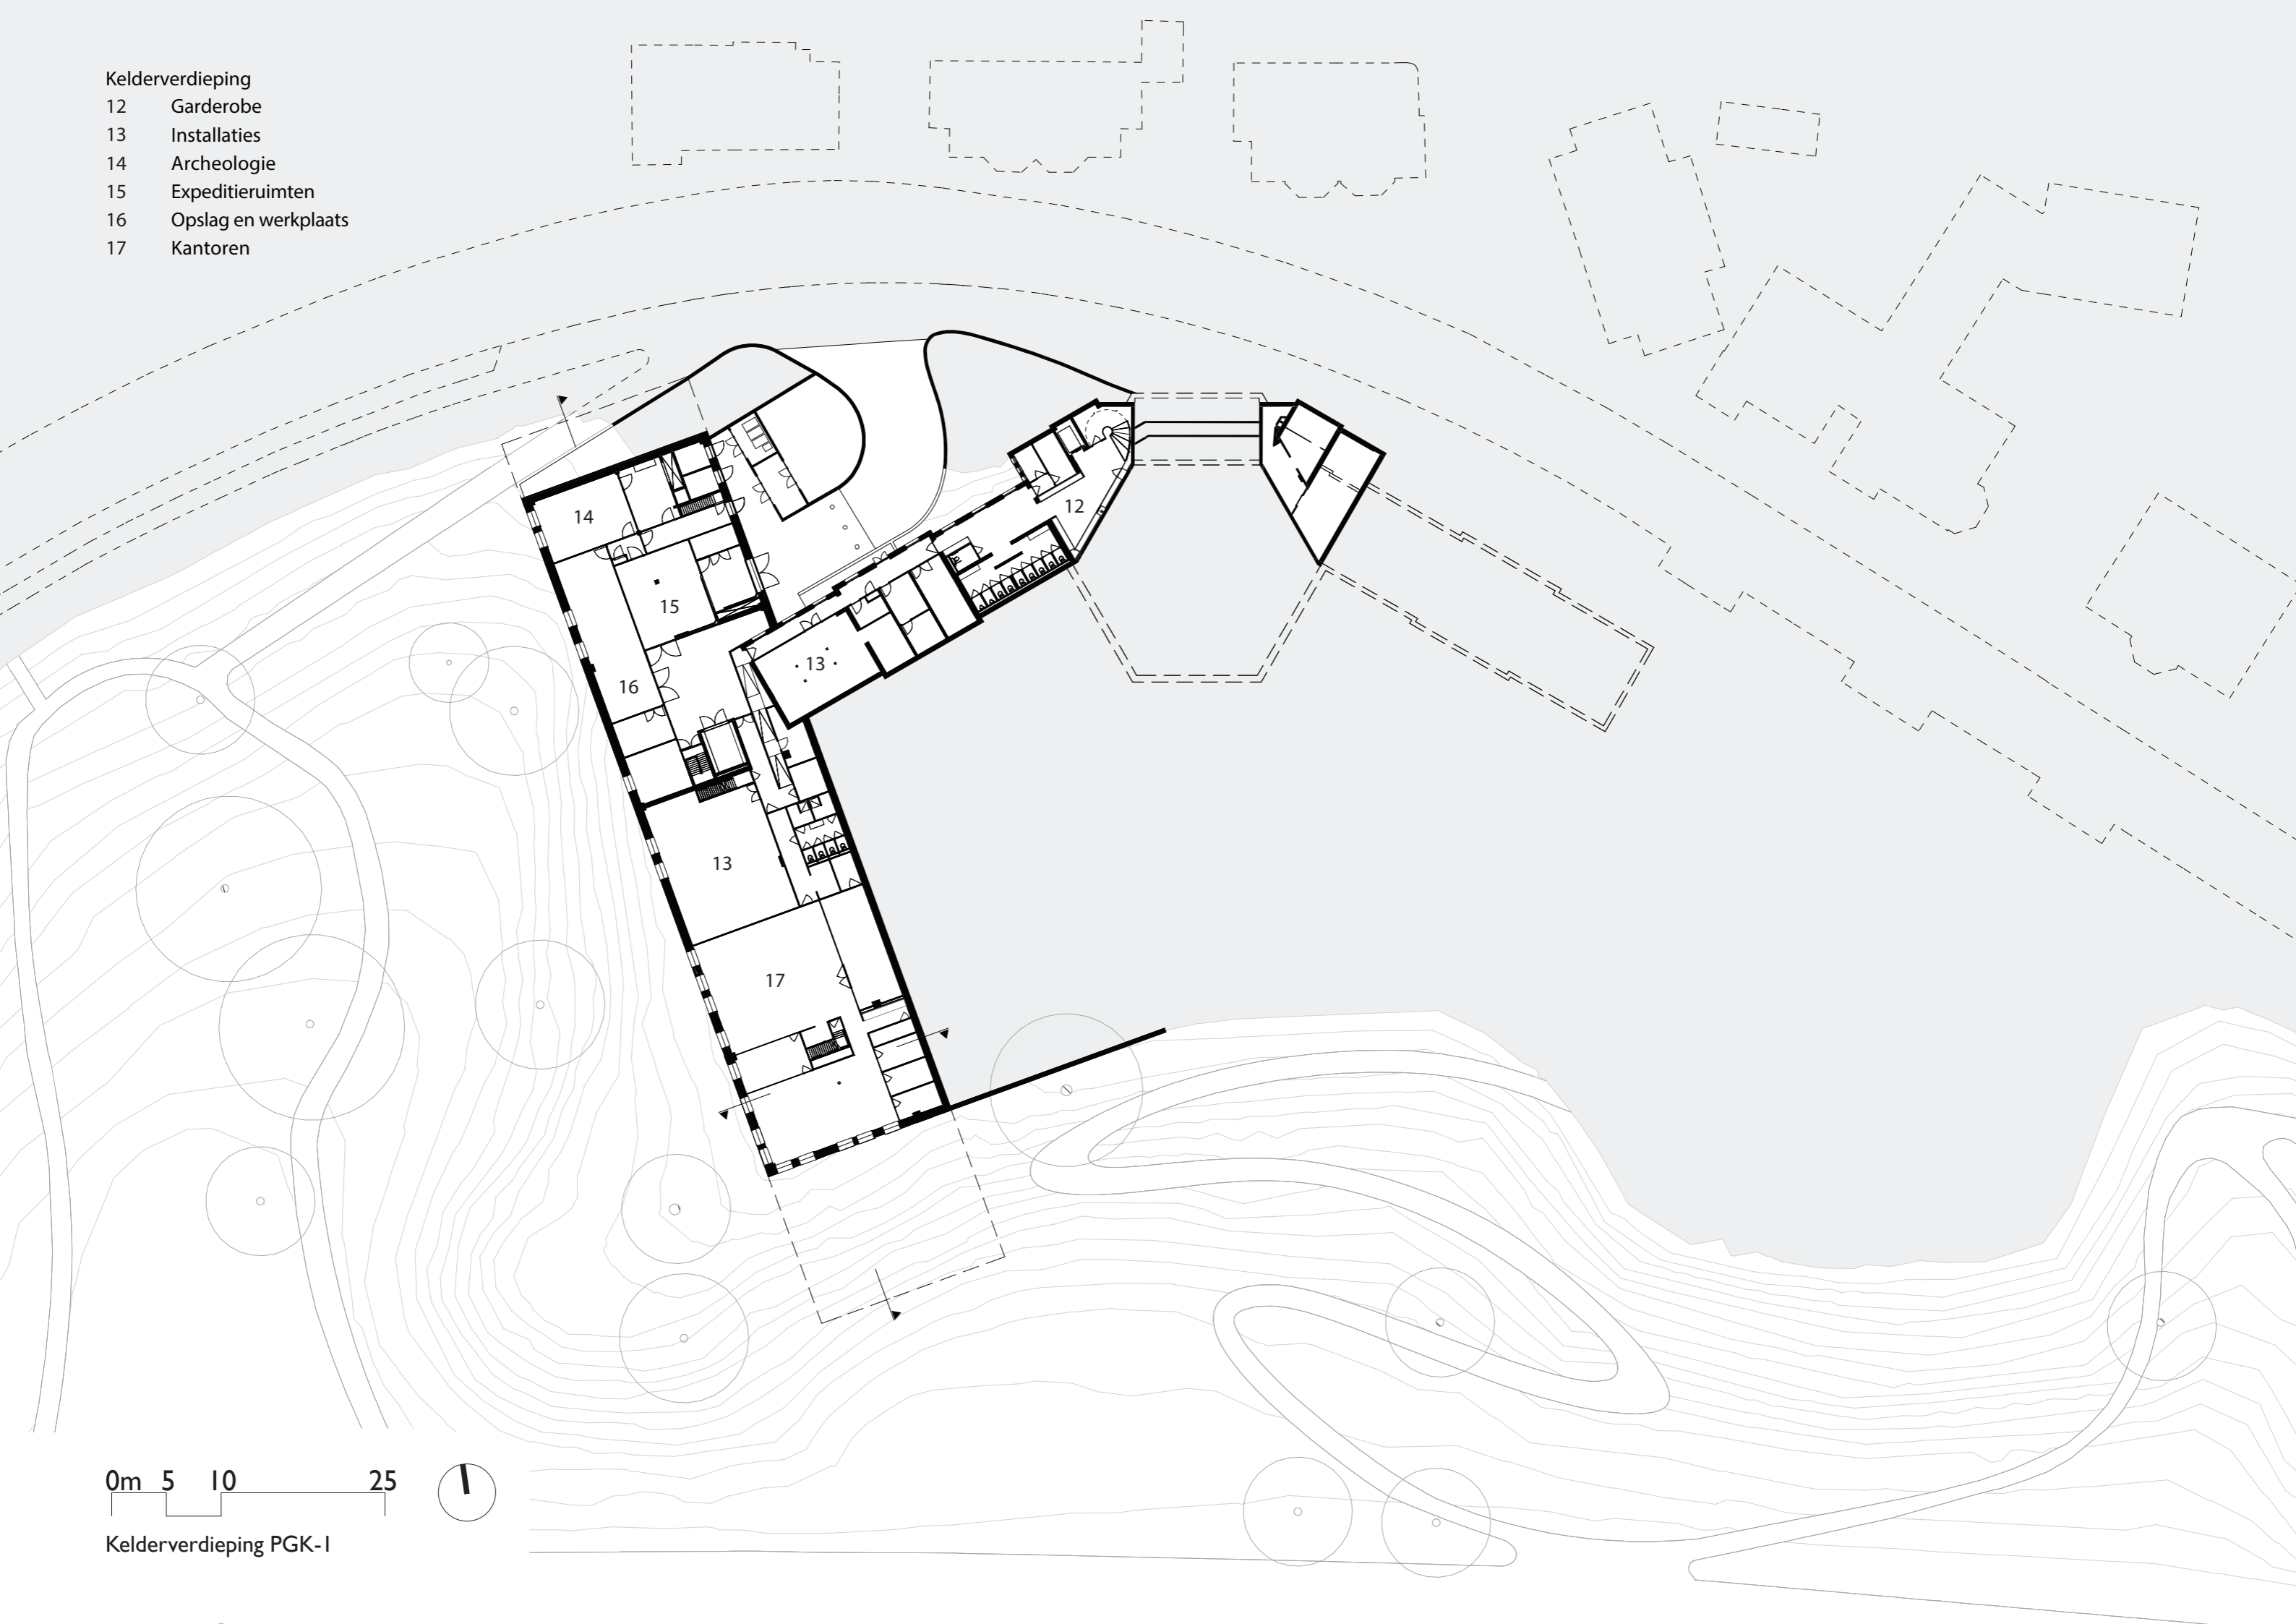 Kelderverdieping
12 Garderobe
13 Installaties
14 Archeologie
15 Expeditieruimten
16 Opslag en werkplaats
17 Kantoren
14
12
15
13
16
13
17
0m 5 10 25
Kelderverdieping PGK-1